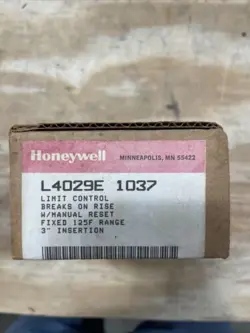 Honeywell MINNEAPOLIS, MN 55422
L4029E 1037
LIMIT CONTROL
BREAKS ON RISE
W/MANUAL RESET
FIXED 125F RANGE
3" INSERTION